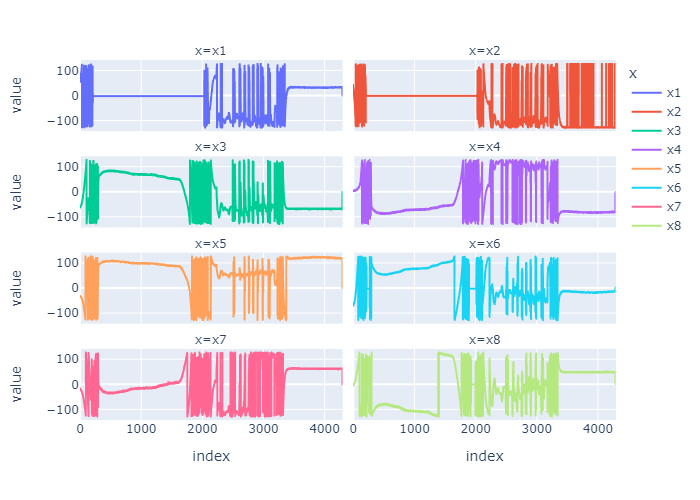 x=x1
x=x2
100
0
−100
value
x
x1
x2
x3
x4
x5
x6
x7
x8
x=x3
x=x4
100
0
−100
value
x=x5
x=x6
100
0
−100
value
x=x7
x=x8
100
0
−100
value
0
1000
2000
3000
4000
0
1000
2000
3000
4000
index
index